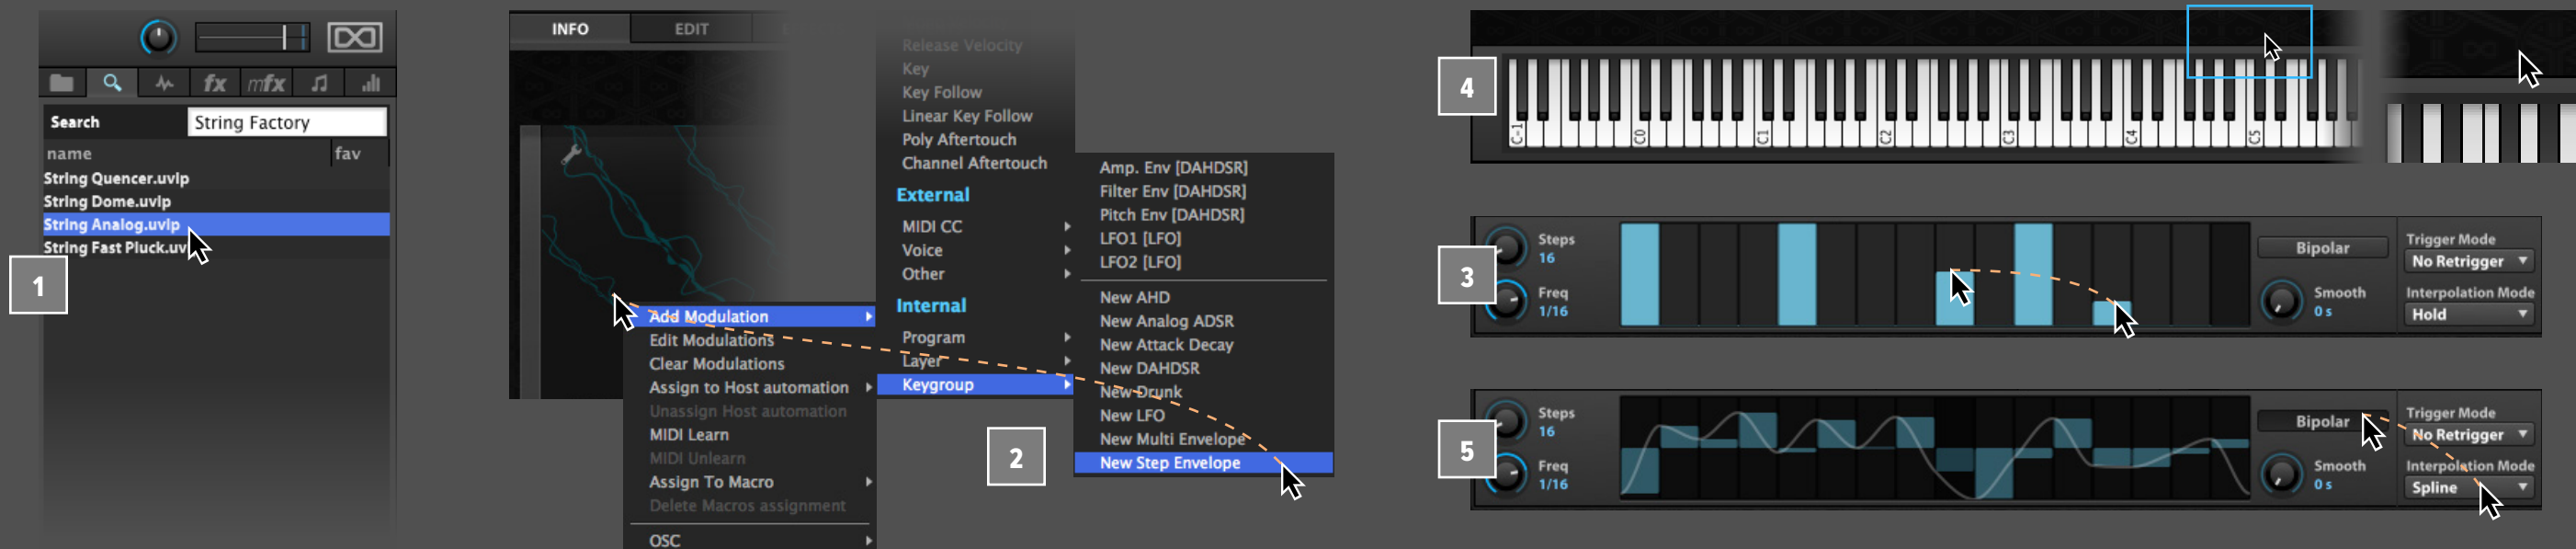 fx
mfx
Search
String Factory
name
fav
String Quencer.uvip
String Dome.uvip
String Analog.uvip
String Fast Pluck.uv
1
INFO
EDIT
Release Velocity
Key
Key Follow
Linear Key Follow
Poly Aftertouch
Channel Aftertouch
External
MIDI CC
Voice
Other
Internal
Program
Layer
Keygroup
Add Modulation
Edit Modulations
Clear Modulations
Assign to Host automation
Unassign Host automation
MIDI Learn
MIDI Unlearn
Assign To Macro
Delete Macros assignment
OSC
Amp. Env [DAHDSR]
Filter Env [DAHDSR]
Pitch Env [DAHDSR]
LFO1 [LFO]
LFO2 [LFO]
New AHD
New Analog ADSR
New Attack Decay
New DAHDSR
New Drunk
New LFO
New Multi Envelope
New Step Envelope
2
4
C-1
C0
C1
C2
C3
C4
C5
3
Steps
16
Freq
1/16
Bipolar
Smooth
0 s
Trigger Mode
No Retrigger
Interpolation Mode
Hold
5
Steps
16
Freq
1/16
Bipolar
Smooth
0 s
Trigger Mode
No Retrigger
Interpolation Mode
Spline